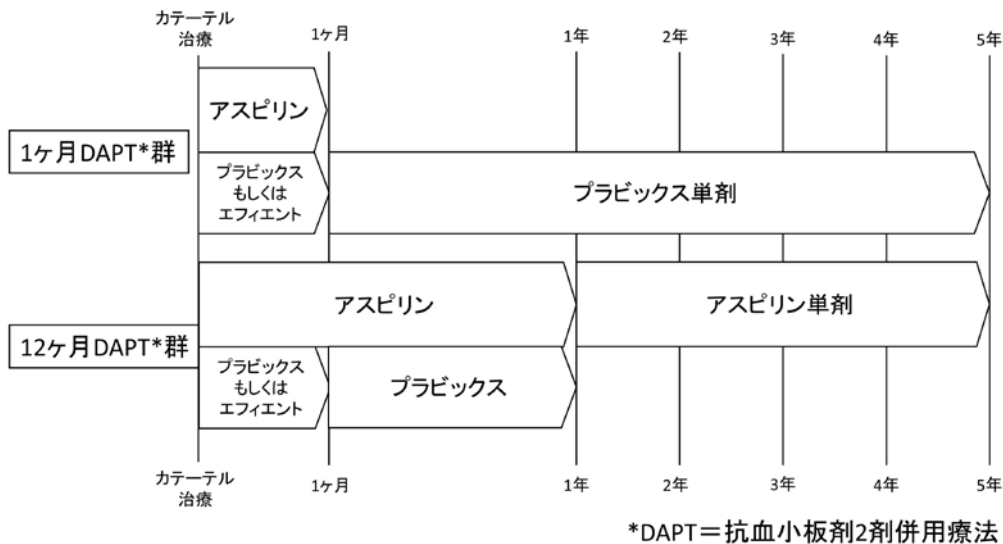 カテーテル
治療
1ヶ月
1年
2年
3年
4年
5年
アスピリン
1ヶ月DAPT*群
プラビックス
もしくは
エフィエント
プラビックス単剤
アスピリン
アスピリン単剤
12ヶ月DAPT*群
プラビックス
もしくは
エフィエント
プラビックス
カテーテル
治療
1ヶ月
1年
2年
3年
4年
5年
*DAPT＝抗血小板剤2剤併用療法